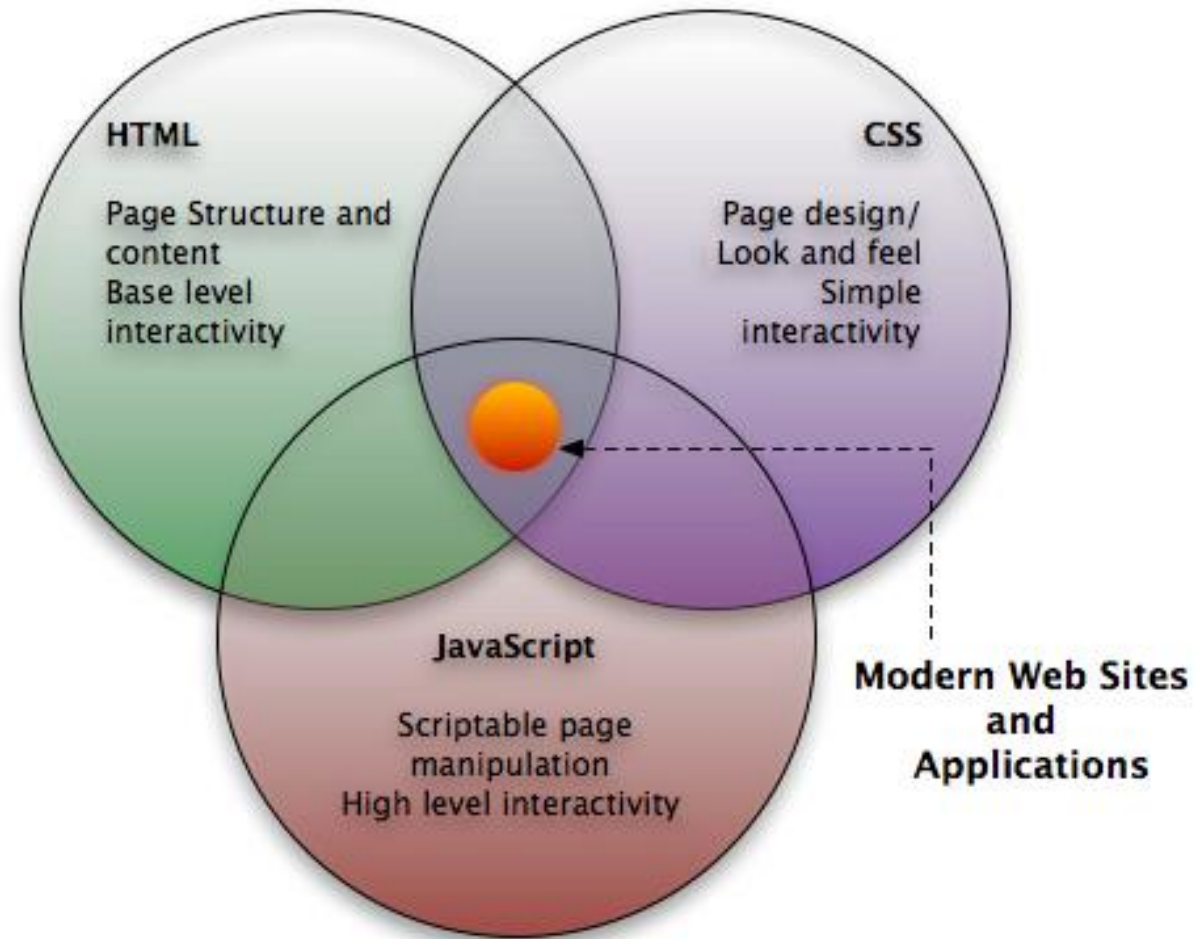 HTML
Page Structure and
content
Base level
interactivity
CSS
Page design/
Look and feel
Simple
interactivity
JavaScript
Scriptable page
manipulation
High level interactivity
Modern Web Sites
and
Applications